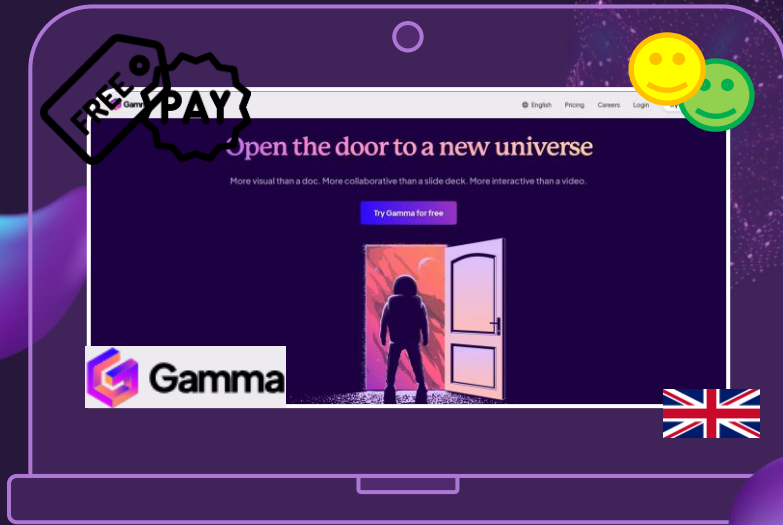 FREE
PAY
Gamm
English Pricing Careers Login
Open the door to a new universe
More visual than a doc. More collaborative than a slide deck. More interactive than a video.
Try Gamma for free
Gamma